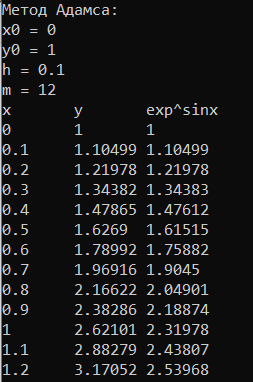 Метод Адамса:
x0 = 0
y0 = 1
h = 0.1
m = 12
x y exp^sinx
0 1 1
0.1 1.10499 1.10499
0.2 1.21978 1.21978
0.3 1.34382 1.34383
0.4 1.47865 1.47612
0.5 1.6269 1.61515
0.6 1.78992 1.75882
0.7 1.96916 1.9045
0.8 2.16622 2.04901
0.9 2.38286 2.18874
1 2.62101 2.31978
1.1 2.88279 2.43807
1.2 3.17052 2.53968